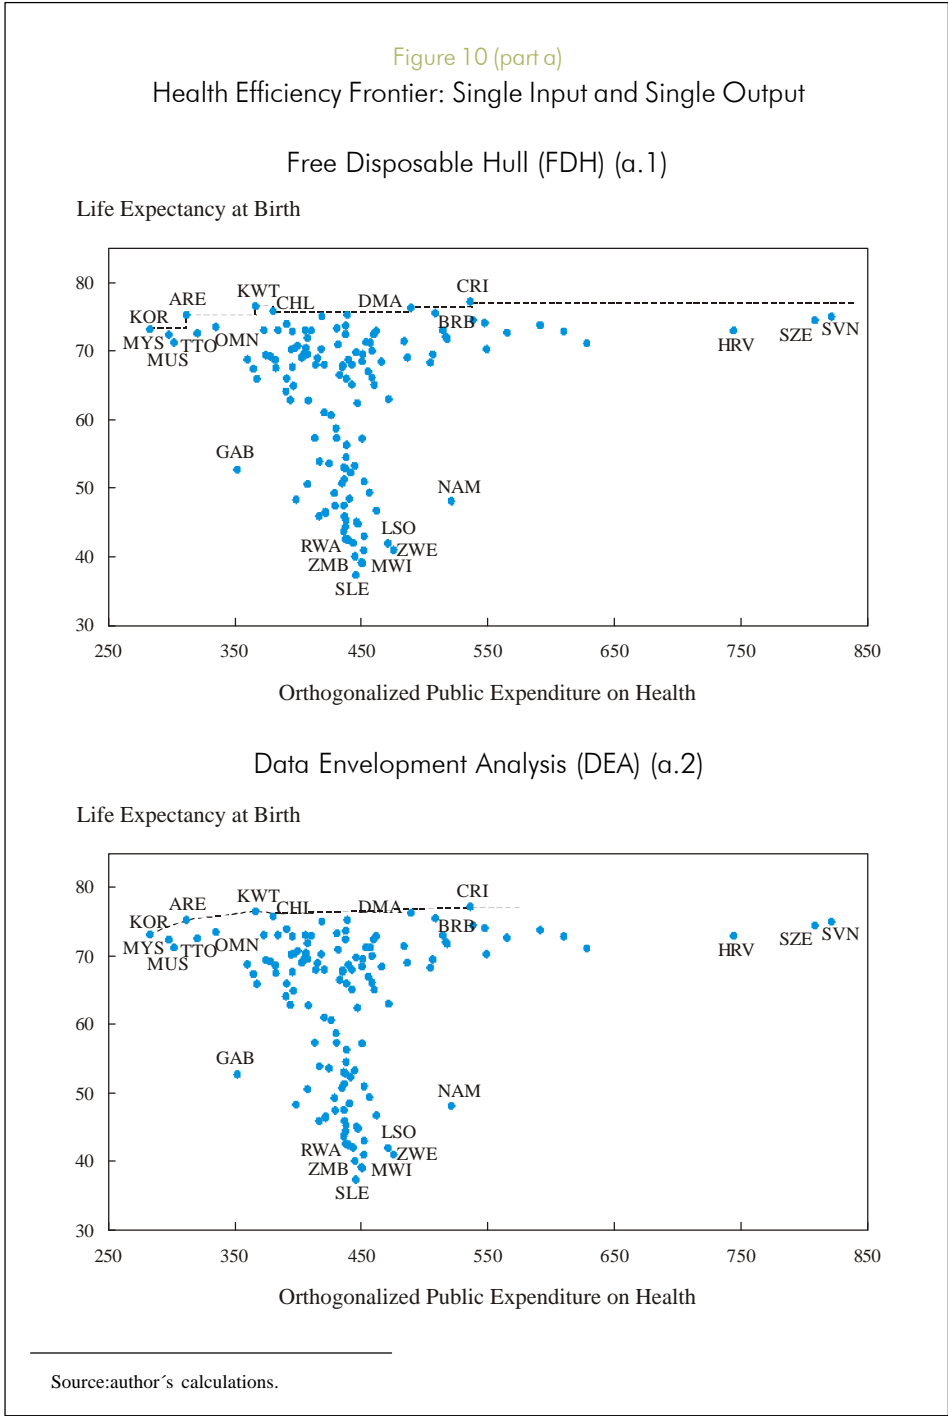 Figure 10 (part a)
Health Efficiency Frontier: Single Input and Single Output
Free Disposable Hull (FDH) (a.1)
Life Expectancy at Birth
80
70
60
50
40
30
KOR
ARE
KWT
CHL
DMA
CRI
MYS
MUS
TTO
OMN
BRB
HRV
SZE
SVN
GAB
NAM
LSO
RWA
ZWE
ZMB
MWI
SLE
250 350 450 550 650 750 850
Orthogonalized Public Expenditure on Health
Data Envelopment Analysis (DEA) (a.2)
Life Expectancy at Birth
80
70
60
50
40
30
KOR
ARE
KWT
CHL
DMA
CRI
MYS
MUS
TTO
OMN
BRB
HRV
SZE
SVN
GAB
NAM
LSO
RWA
ZWE
ZMB
MWI
SLE
250 350 450 550 650 750 850
Orthogonalized Public Expenditure on Health
Source:author´s calculations.